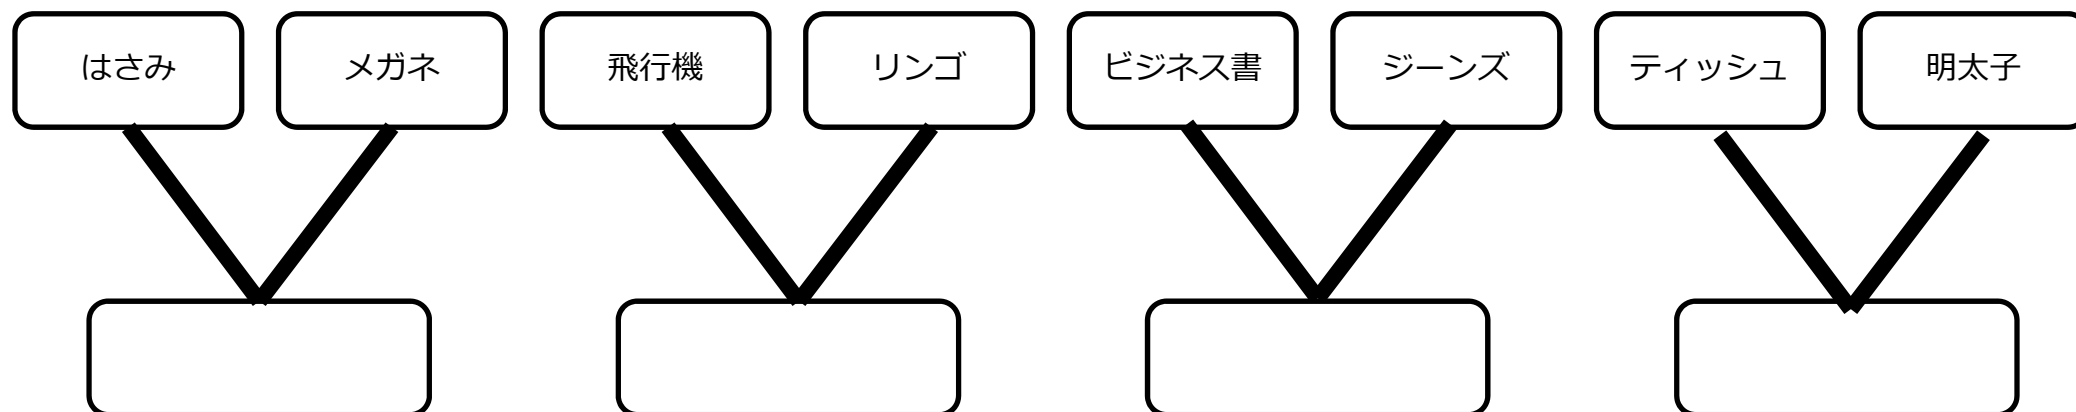 はさみ
メガネ
飛行機
リンゴ
ビジネス書
ジーンズ
ティッシュ
明太子